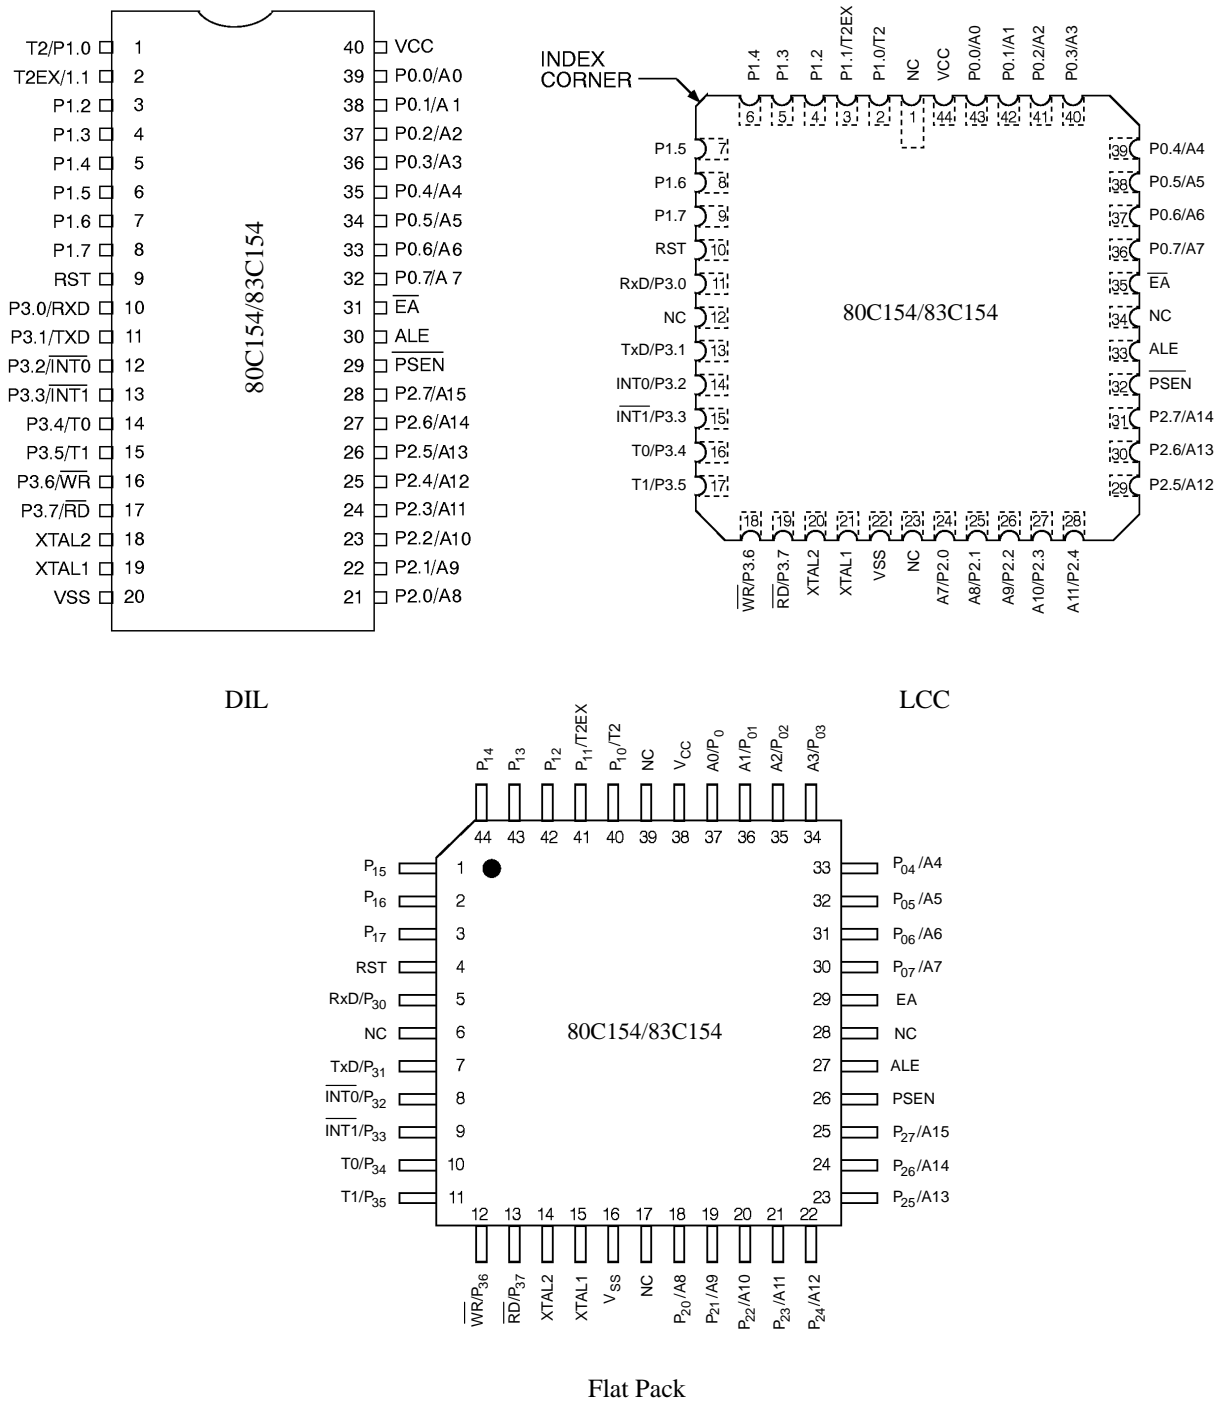 T2/P1.0 1 40 VCC
T2EX/1.1 2 39 P0.0/A0
P1.2 3 38 P0.1/A 1
P1.3 4 37 P0.2/A2
P1.4 5 36 P0.3/A3
P1.5 6 35 P0.4/A4
P1.6 7 34 P0.5/A5
P1.7 8 33 P0.6/A6
RST 9 32 P0.7/A 7
P3.0/RXD 10 31 E̅A̅
P3.1/TXD 11 30 ALE
P3.2/I̅N̅T̅0̅ 12 29 P̅S̅E̅N̅
P3.3/I̅N̅T̅1̅ 13 28 P2.7/A15
P3.4/T0 14 27 P2.6/A14
P3.5/T1 15 26 P2.5/A13
P3.6/W̅R̅ 16 25 P2.4/A12
P3.7/R̅D̅ 17 24 P2.3/A11
XTAL2 18 23 P2.2/A10
XTAL1 19 22 P2.1/A9
VSS 20 21 P2.0/A8
80C154/83C154
DIL
INDEX
CORNER
P1.4 P1.3 P1.2 P1.1/T2EX P1.0/T2 NC VCC P0.0/A0 P0.1/A1 P0.2/A2 P0.3/A3
6 5 4 3 2 1 44 43 42 41 40
P1.5 7 39 P0.4/A4
P1.6 8 38 P0.5/A5
P1.7 9 37 P0.6/A6
RST 10 36 P0.7/A7
RxD/P3.0 11 35 E̅A̅
NC 12 34 NC
80C154/83C154
TxD/P3.1 13 33 ALE
INT0/P3.2 14 32 P̅S̅E̅N̅
I̅N̅T̅1̅/P3.3 15 31 P2.7/A14
T0/P3.4 16 30 P2.6/A13
T1/P3.5 17 29 P2.5/A12
18 19 20 21 22 23 24 25 26 27 28
W̅R̅/P3.6 R̅D̅/P3.7 XTAL2 XTAL1 VSS NC A7/P2.0 A8/P2.1 A9/P2.2 A10/P2.3 A11/P2.4
LCC
P14 P13 P12 P11/T2EX P10/T2 NC VCC A0/P0 A1/P01 A2/P02 A3/P03
44 43 42 41 40 39 38 37 36 35 34
P15 1 33 P04/A4
P16 2 32 P05/A5
P17 3 31 P06/A6
RST 4 30 P07/A7
RxD/P30 5 29 EA
NC 6 28 NC
80C154/83C154
TxD/P31 7 27 ALE
I̅N̅T̅0̅/P32 8 26 PSEN
I̅N̅T̅1̅/P33 9 25 P27/A15
T0/P34 10 24 P26/A14
T1/P35 11 23 P25/A13
12 13 14 15 16 17 18 19 20 21 22
W̅R̅/P36 R̅D̅/P37 XTAL2 XTAL1 VSS NC P20/A8 P21/A9 P22/A10 P23/A11 P24/A12
Flat Pack